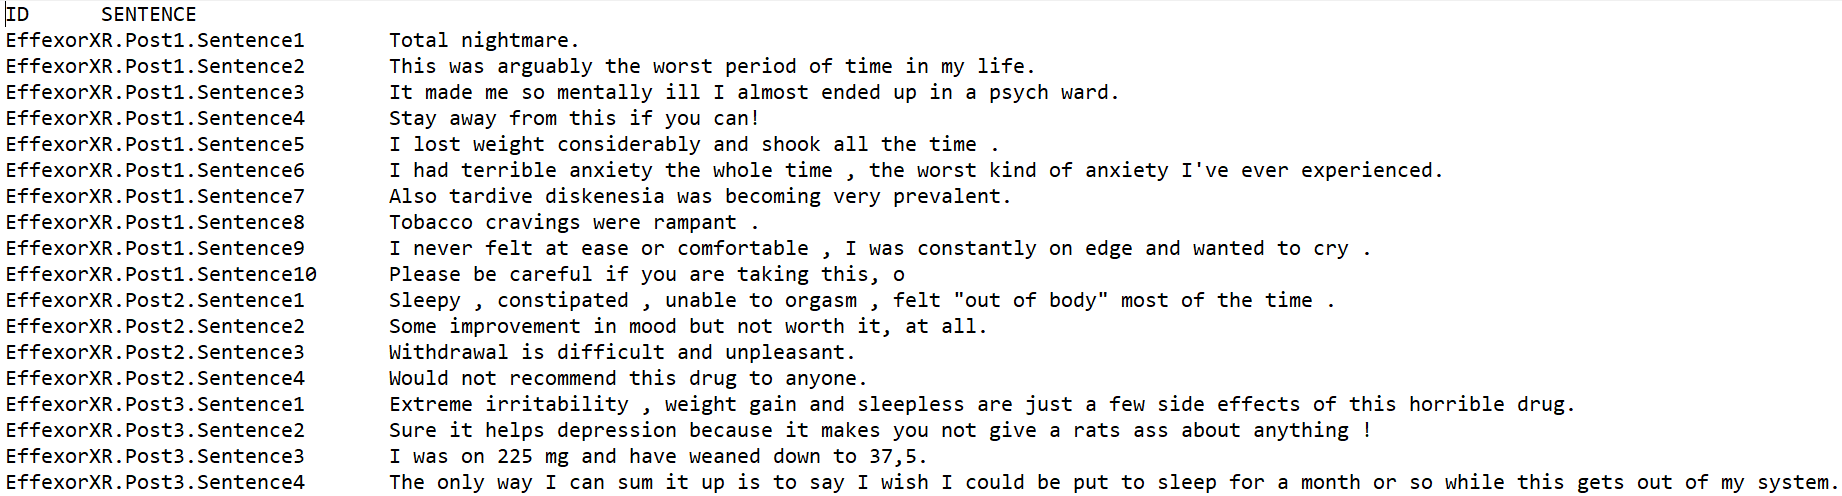 ID SENTENCE
EffexorXR.Post1.Sentence1 Total nightmare.
EffexorXR.Post1.Sentence2 This was arguably the worst period of time in my life.
EffexorXR.Post1.Sentence3 It made me so mentally ill I almost ended up in a psych ward.
EffexorXR.Post1.Sentence4 Stay away from this if you can!
EffexorXR.Post1.Sentence5 I lost weight considerably and shook all the time .
EffexorXR.Post1.Sentence6 I had terrible anxiety the whole time , the worst kind of anxiety I've ever experienced.
EffexorXR.Post1.Sentence7 Also tardive diskenesia was becoming very prevalent.
EffexorXR.Post1.Sentence8 Tobacco cravings were rampant .
EffexorXR.Post1.Sentence9 I never felt at ease or comfortable , I was constantly on edge and wanted to cry .
EffexorXR.Post1.Sentence10 Please be careful if you are taking this, o
EffexorXR.Post2.Sentence1 Sleepy , constipated , unable to orgasm , felt "out of body" most of the time .
EffexorXR.Post2.Sentence2 Some improvement in mood but not worth it, at all.
EffexorXR.Post2.Sentence3 Withdrawal is difficult and unpleasant.
EffexorXR.Post2.Sentence4 Would not recommend this drug to anyone.
EffexorXR.Post3.Sentence1 Extreme irritability , weight gain and sleepless are just a few side effects of this horrible drug.
EffexorXR.Post3.Sentence2 Sure it helps depression because it makes you not give a rats ass about anything !
EffexorXR.Post3.Sentence3 I was on 225 mg and have weaned down to 37,5.
EffexorXR.Post3.Sentence4 The only way I can sum it up is to say I wish I could be put to sleep for a month or so while this gets out of my system.